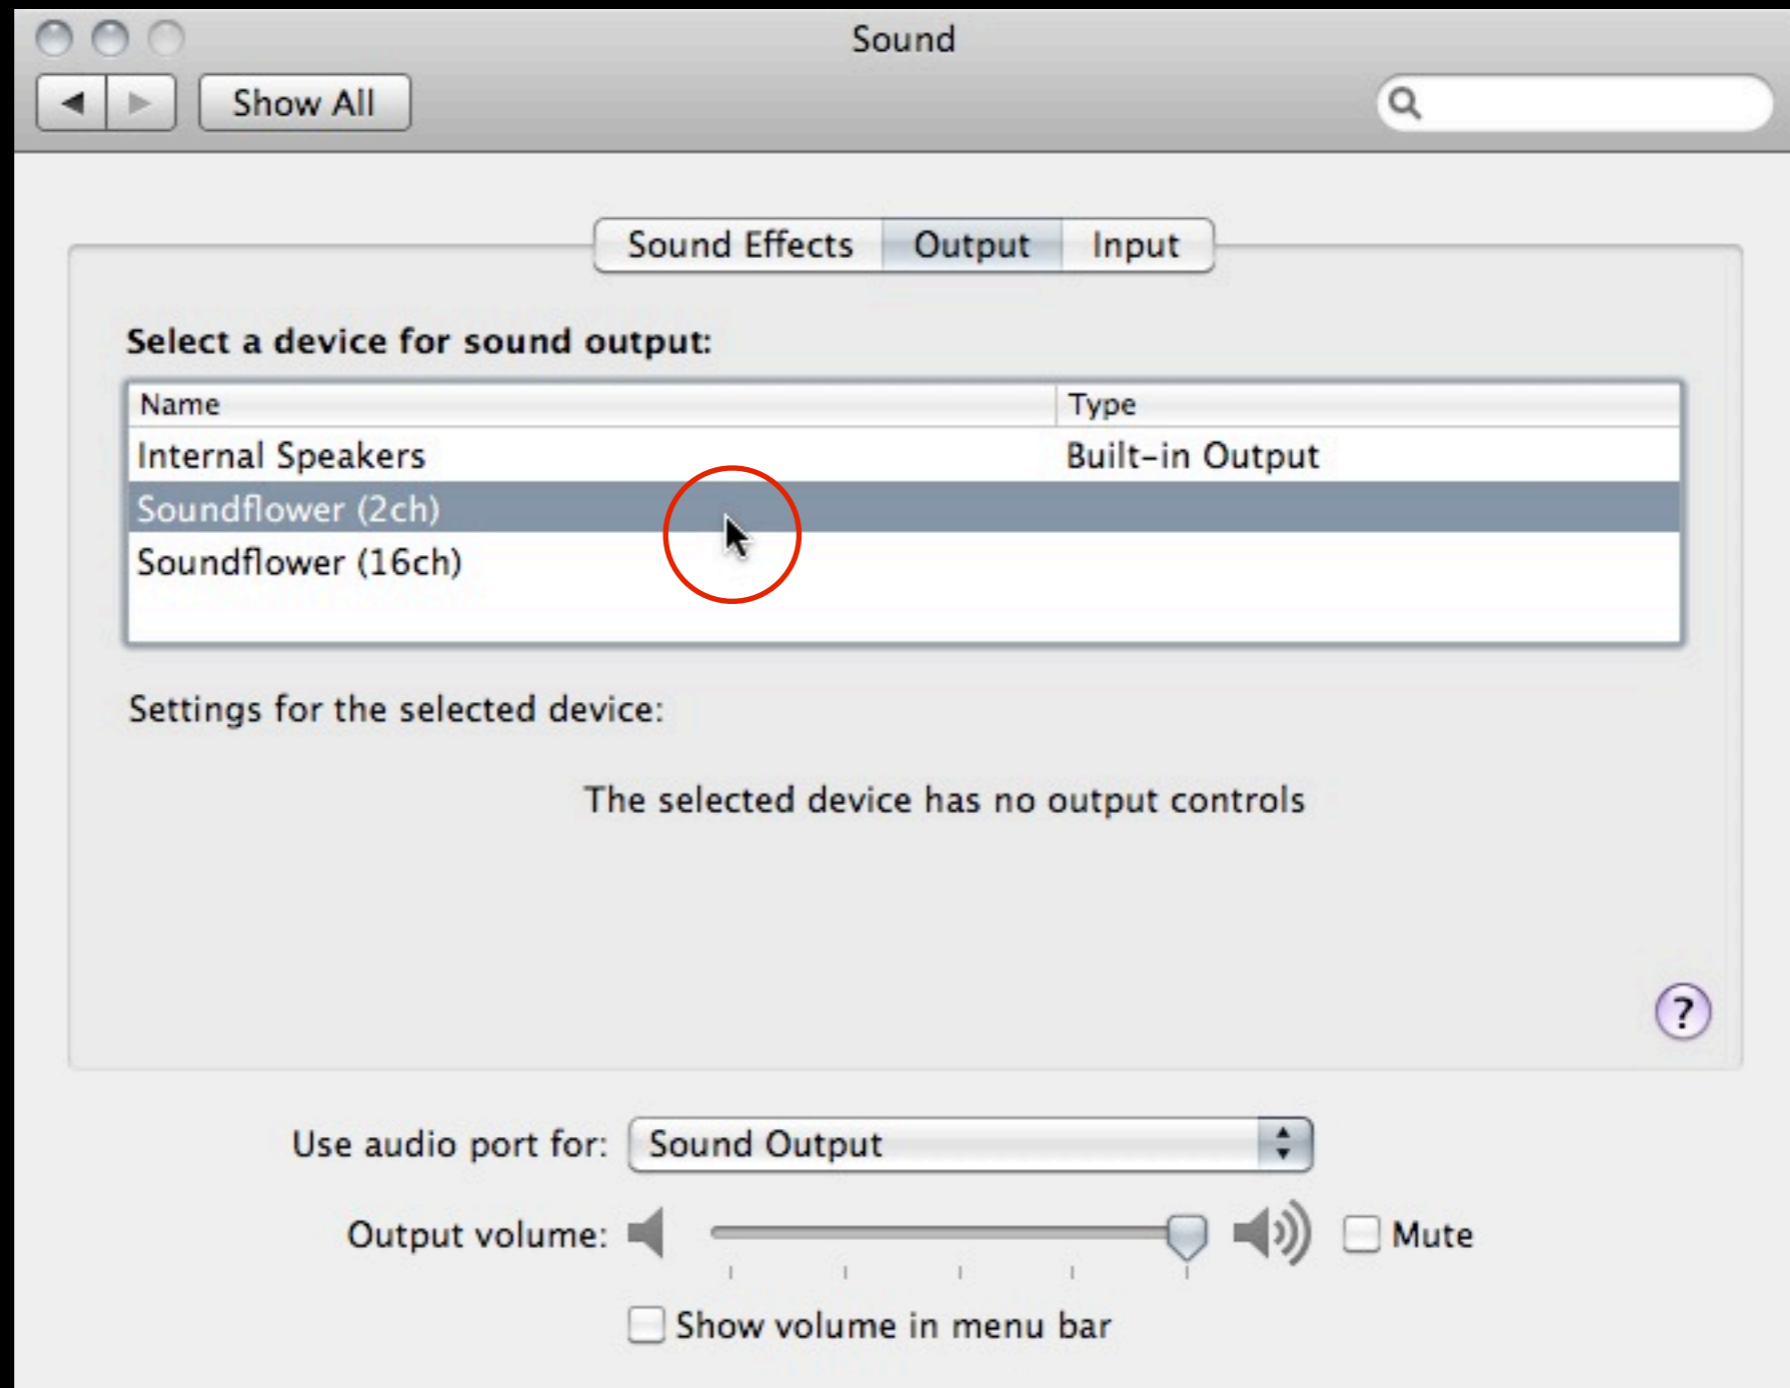 Sound
Show All
Sound Effects Output Input
Select a device for sound output:
Name Type
Internal Speakers Built-in Output
Soundflower (2ch)
Soundflower (16ch)
Settings for the selected device:
The selected device has no output controls
?
Use audio port for: Sound Output
Output volume: Mute
Show volume in menu bar